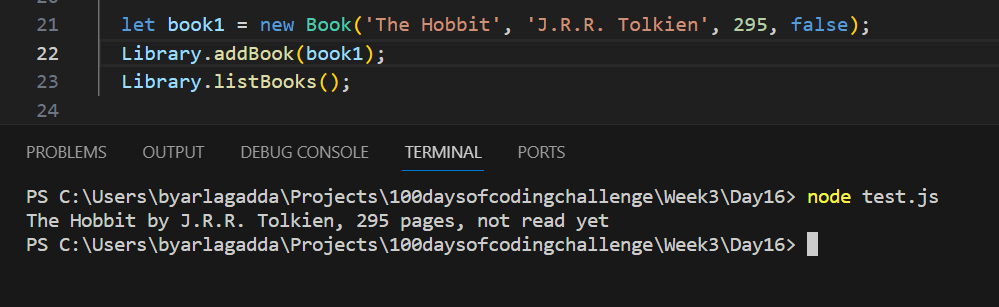 21 let book1 = new Book('The Hobbit', 'J.R.R. Tolkien', 295, false);
22 Library.addBook(book1);
23 Library.listBooks();
24
PROBLEMS OUTPUT DEBUG CONSOLE TERMINAL PORTS
PS C:\Users\byarlagadda\Projects\100daysofcodingchallenge\Week3\Day16> node test.js
The Hobbit by J.R.R. Tolkien, 295 pages, not read yet
PS C:\Users\byarlagadda\Projects\100daysofcodingchallenge\Week3\Day16>